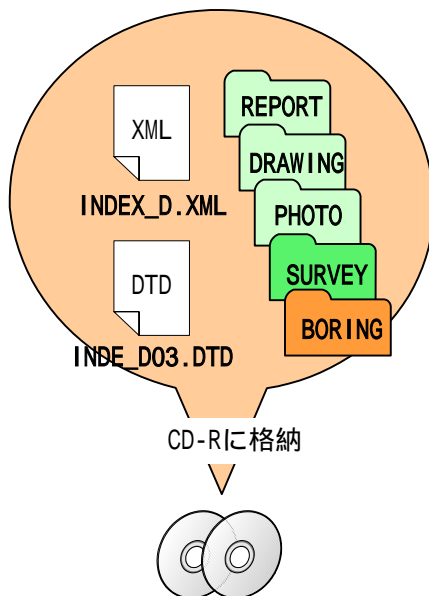 XML
INDEX_D.XML
DTD
INDE_D03.DTD
REPORT
DRAWING
PHOTO
SURVEY
BORING
CD-Rに格納